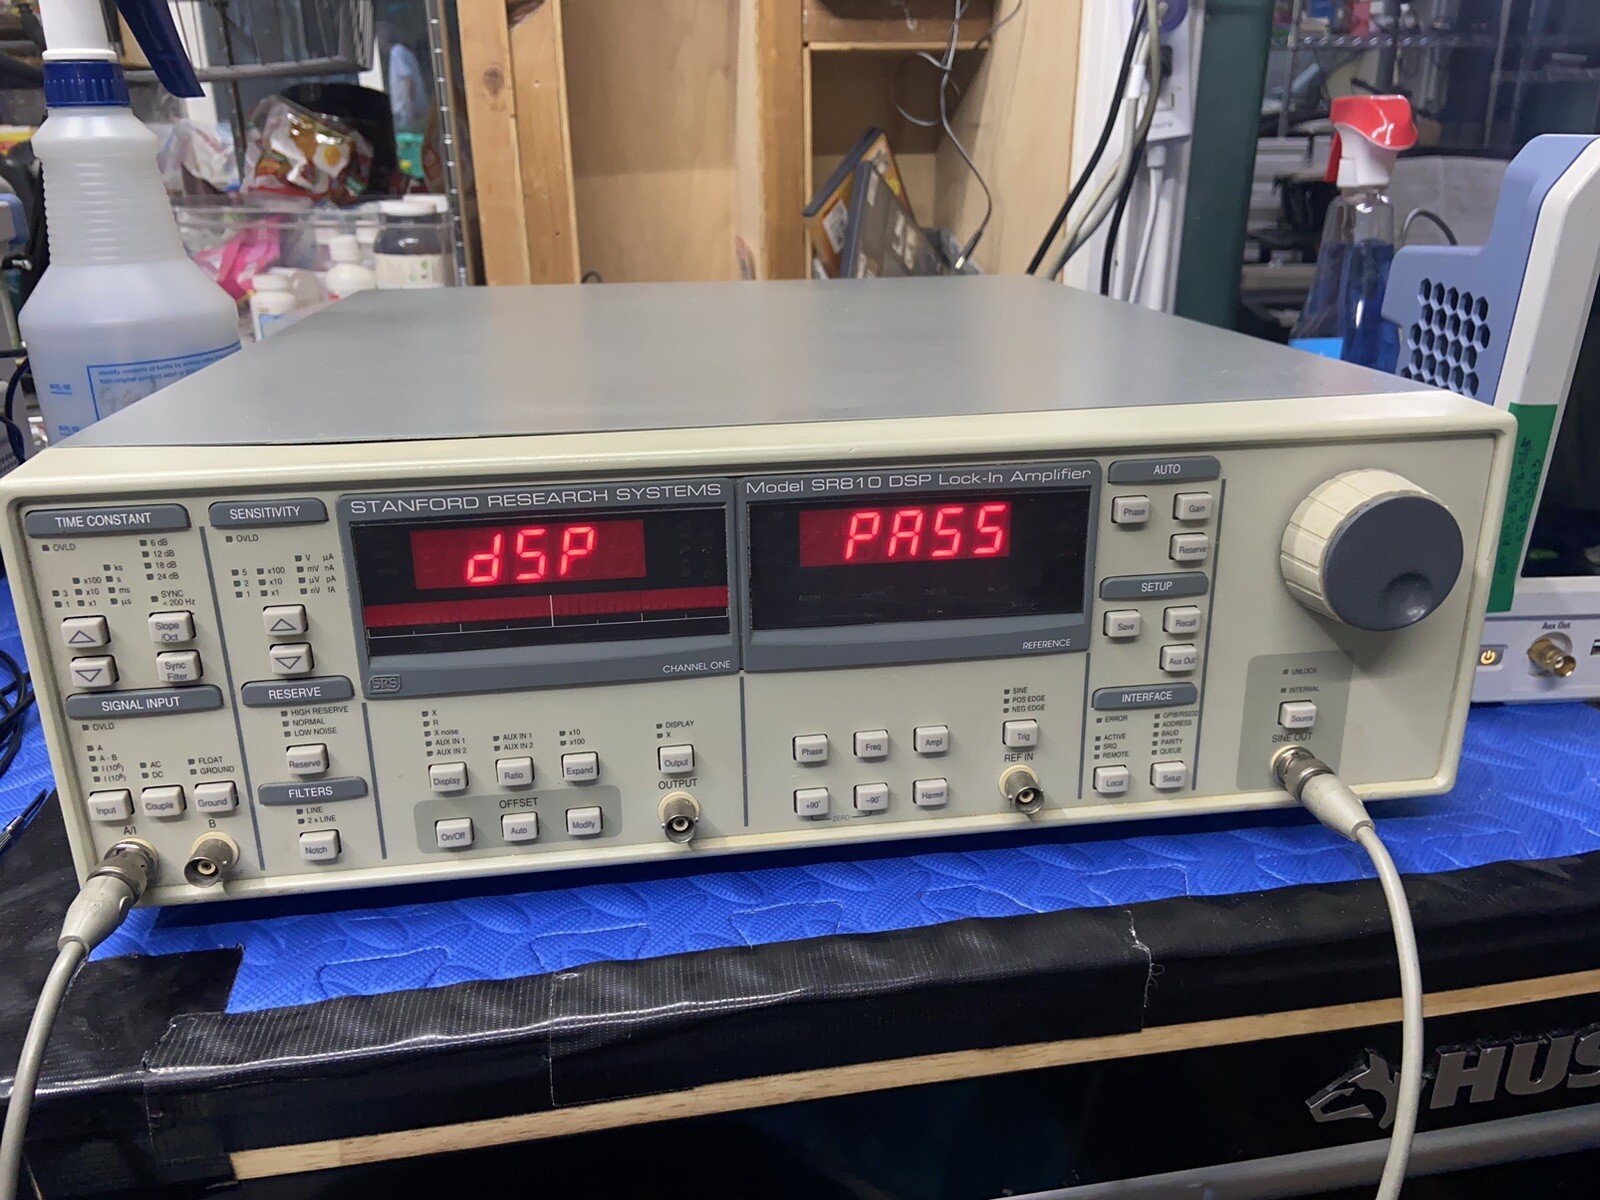 STANFORD RESEARCH SYSTEMS
Model SR810 DSP Lock-In Amplifier
dSP
PASS
CHANNEL ONE
REFERENCE
SRS
TIME CONSTANT
OVLD
6 dB
12 dB
18 dB
24 dB
ks
x100 s
3 x10 ms
1 x1 µs
SYNC
< 200 Hz
Slope
/Oct
Sync
Filter
SIGNAL INPUT
OVLD
A
A - B
AC
DC
FLOAT
GROUND
Input
Couple
Ground
A/I
B
SENSITIVITY
OVLD
V µA
mV nA
µV pA
nV fA
5 x100
2 x10
1 x1
RESERVE
HIGH RESERVE
NORMAL
LOW NOISE
Reserve
FILTERS
LINE
2 x LINE
Notch
X
R
X noise
AUX IN 1
AUX IN 2
AUX IN 1
AUX IN 2
x10
x100
DISPLAY
X
Display
Ratio
Expand
Output
OFFSET
OUTPUT
On/Off
Auto
Modify
Phase
Freq
Ampl
+90°
-90°
Harm#
ZERO
SINE
POS EDGE
NEG EDGE
Trig
REF IN
AUTO
Phase
Gain
Reserve
SETUP
Save
Recall
Aux Out
INTERFACE
ERROR
ACTIVE
SRQ
REMOTE
GPIB/RS232
ADDRESS
BAUD
PARITY
QUEUE
Local
Setup
UNLOCK
INTERNAL
Source
SINE OUT
Aux Out
HUS